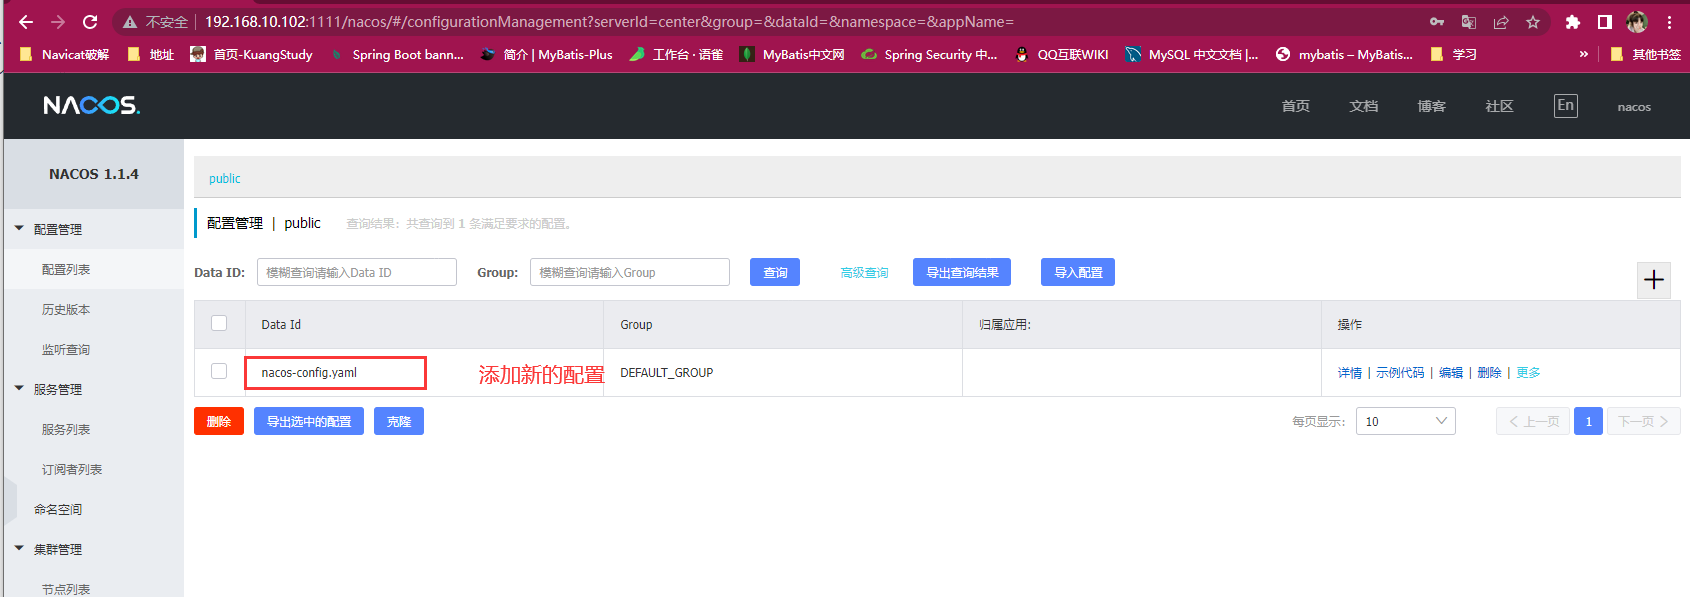 不安全 192.168.10.102:1111/nacos/#/configurationManagement?serverId=center&group=&dataId=&namespace=&appName=
Navicat破解 地址 首页-KuangStudy Spring Boot bann... 简介 | MyBatis-Plus 工作台 · 语雀 MyBatis中文网 Spring Security 中... QQ互联WIKI MySQL 中文文档 |... mybatis – MyBatis... 学习 » 其他书签
NACOS. 首页 文档 博客 社区 En nacos
NACOS 1.1.4
配置管理
配置列表
历史版本
监听查询
服务管理
服务列表
订阅者列表
命名空间
集群管理
节点列表
public
配置管理 | public 查询结果：共查询到 1 条满足要求的配置。
Data ID: 模糊查询请输入Data ID Group: 模糊查询请输入Group 查询 高级查询 导出查询结果 导入配置
Data Id Group 归属应用: 操作
nacos-config.yaml 添加新的配置 DEFAULT_GROUP 详情 | 示例代码 | 编辑 | 删除 | 更多
删除 导出选中的配置 克隆 每页显示: 10 上一页 1 下一页